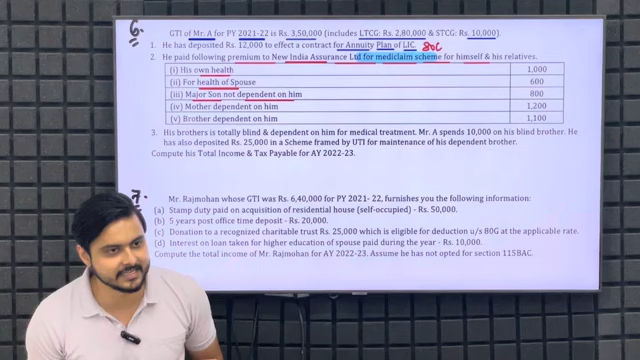 6.
GTI of Mr. A for PY 2021-22 is Rs. 3,50,000 (includes LTCG: Rs. 2,80,000 & STCG: Rs. 10,000).
1. He has deposited Rs. 12,000 to effect a contract for Annuity Plan of LIC. 80C
2. He paid following premium to New India Assurance Ltd for mediclaim scheme for himself & his relatives.
(i) His own health 1,000
(ii) For health of Spouse 600
(iii) Major Son not dependent on him 800
(iv) Mother dependent on him 1,200
(v) Brother dependent on him 1,100
3. His brothers is totally blind & dependent on him for medical treatment. Mr. A spends 10,000 on his blind brother. He
has also deposited Rs. 25,000 in a Scheme framed by UTI for maintenance of his dependent brother.
Compute his Total Income & Tax Payable for AY 2022-23.
7.
Mr. Rajmohan whose GTI was Rs. 6,40,000 for PY 2021- 22, furnishes you the following information:
(a) Stamp duty paid on acquisition of residential house (self-occupied) - Rs. 50,000.
(b) 5 years post office time deposit - Rs. 20,000.
(c) Donation to a recognized charitable trust Rs. 25,000 which is eligible for deduction u/s 80G at the applicable rate.
(d) Interest on loan taken for higher education of spouse paid during the year - Rs. 10,000.
Compute the total income of Mr. Rajmohan for AY 2022-23. Assume he has not opted for section 115BAC.